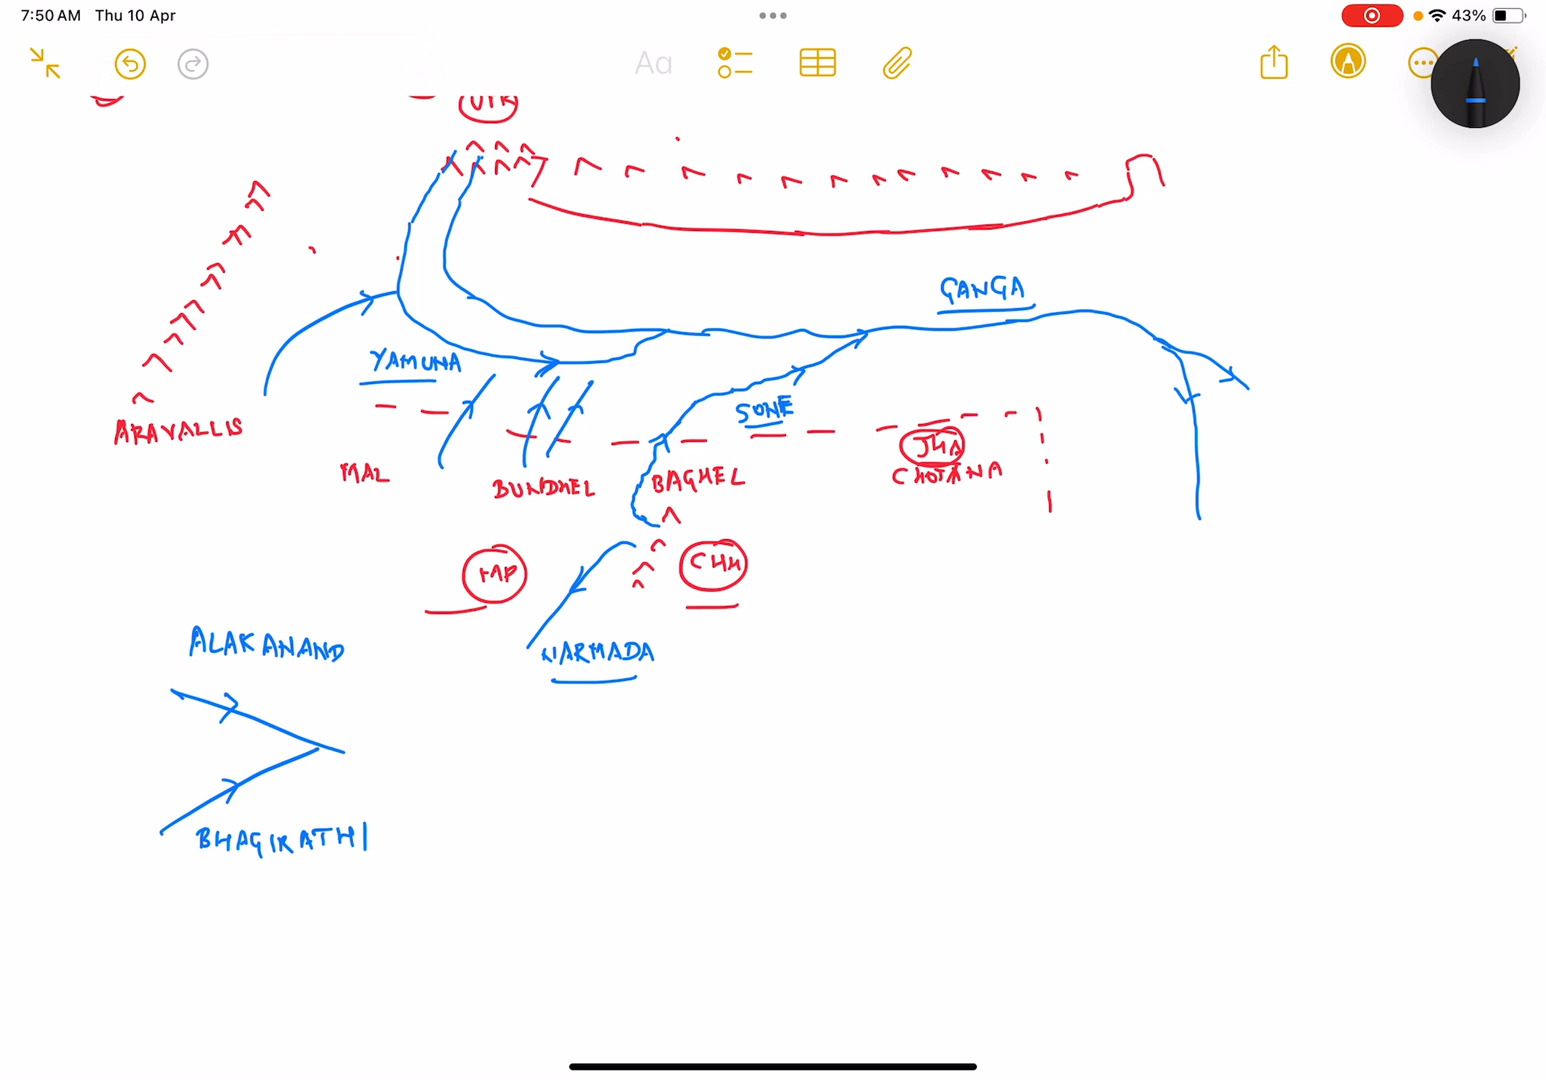 7:50 AM Thu 10 Apr
43%
Aa
UTK
GANGA
YAMUNA
SONE
ARAVALLIS
JHA
MAL
BUNDHEL
BAGHEL
CHOTANA
MP
CHH
ALAKANAND
NARMADA
BHAGIRATHI